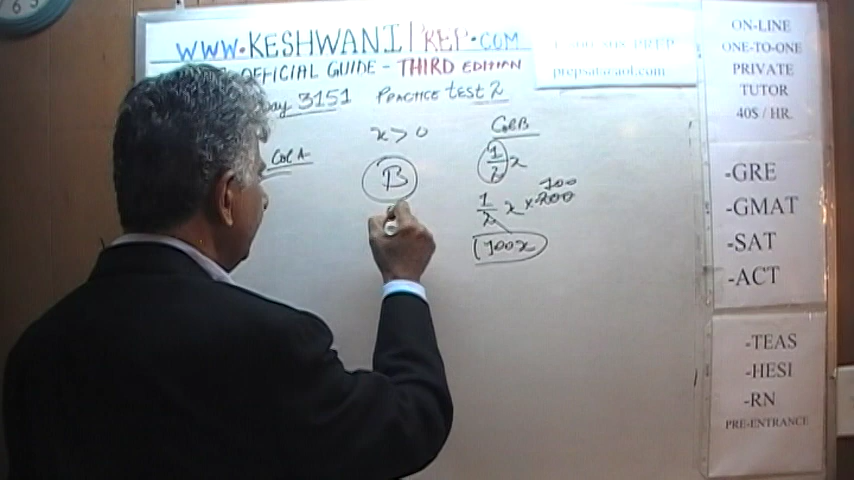 WWW.KESHWANIPREP.COM
OFFICIAL GUIDE - THIRD EDITION
prepsat@aol.com
3151 PRACTICE test 2
x > 0
Col A
Col B
B
1/2 x
1/2 x × 200
100
100x
ON-LINE
ONE-TO-ONE
PRIVATE
TUTOR
40$ / HR.
-GRE
-GMAT
-SAT
-ACT
-TEAS
-HESI
-RN
PRE-ENTRANCE